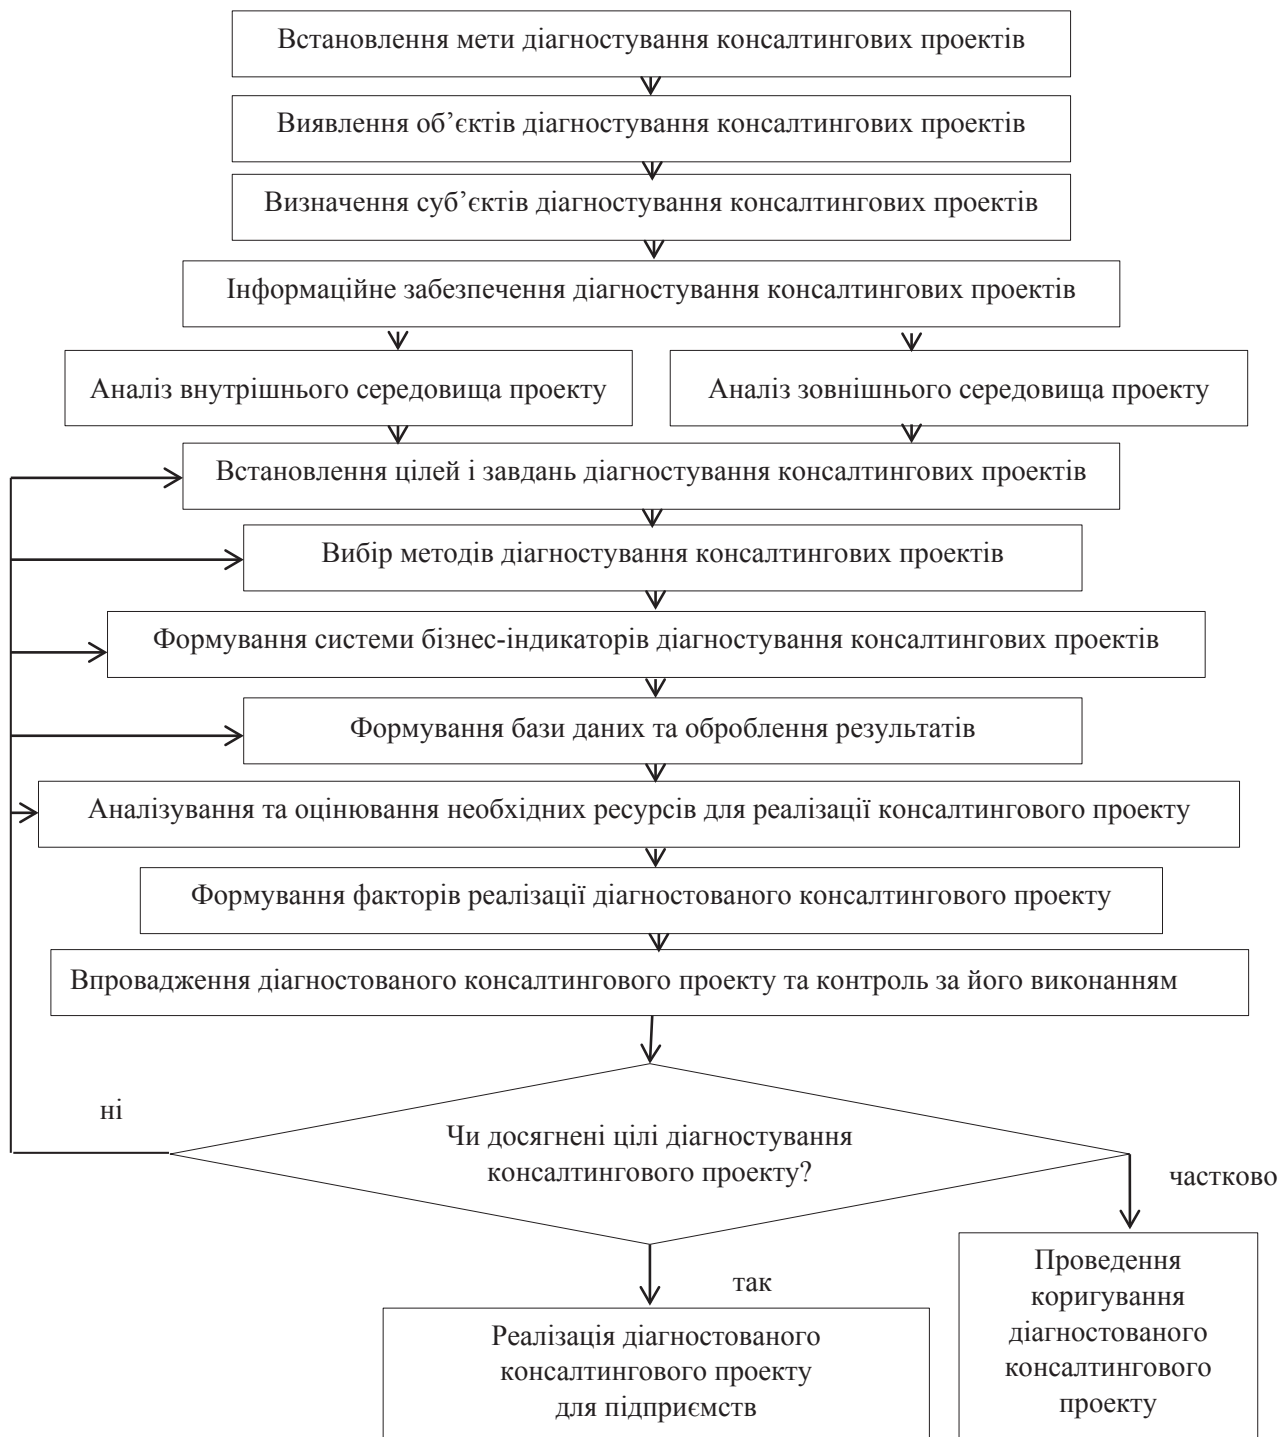 Встановлення мети діагностування консалтингових проектів
Виявлення об’єктів діагностування консалтингових проектів
Визначення суб’єктів діагностування консалтингових проектів
Інформаційне забезпечення діагностування консалтингових проектів
Аналіз внутрішнього середовища проекту
Аналіз зовнішнього середовища проекту
Встановлення цілей і завдань діагностування консалтингових проектів
Вибір методів діагностування консалтингових проектів
Формування системи бізнес-індикаторів діагностування консалтингових проектів
Формування бази даних та оброблення результатів
Аналізування та оцінювання необхідних ресурсів для реалізації консалтингового проекту
Формування факторів реалізації діагностованого консалтингового проекту
Впровадження діагностованого консалтингового проекту та контроль за його виконанням
ні
Чи досягнені цілі діагностування
консалтингового проекту?
частково
так
Реалізація діагностованого
консалтингового проекту
для підприємств
Проведення
коригування
діагностованого
консалтингового
проекту